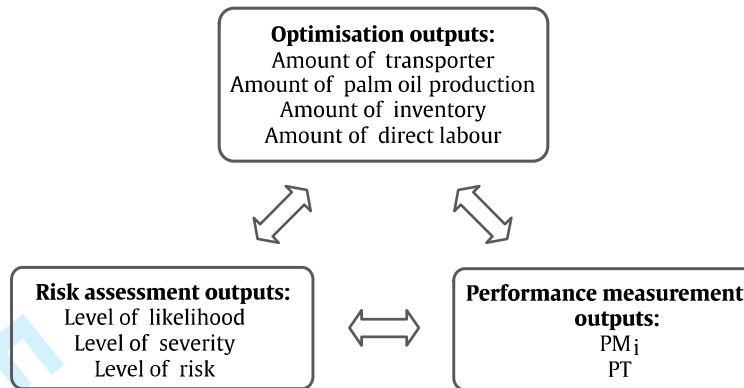 Optimisation outputs:
Amount of transporter
Amount of palm oil production
Amount of inventory
Amount of direct labour
Risk assessment outputs:
Level of likelihood
Level of severity
Level of risk
Performance measurement
outputs:
PMi
PT